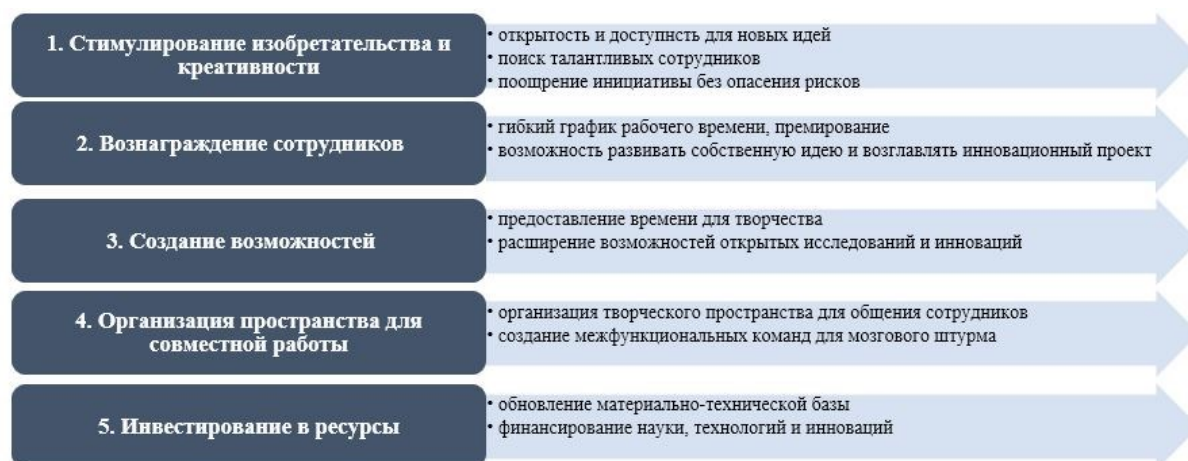 1. Стимулирование изобретательства и
креативности
• открытость и доступнсть для новых идей
• поиск талантливых сотрудников
• поощрение инициативы без опасения рисков
2. Вознаграждение сотрудников
• гибкий график рабочего времени, премирование
• возможность развивать собственную идею и возглавлять инновационный проект
3. Создание возможностей
• предоставление времени для творчества
• расширение возможностей открытых исследований и инноваций
4. Организация пространства для
совместной работы
• организация творческого пространства для общения сотрудников
• создание межфункциональных команд для мозгового штурма
5. Инвестирование в ресурсы
• обновление материально-технической базы
• финансирование науки, технологий и инноваций